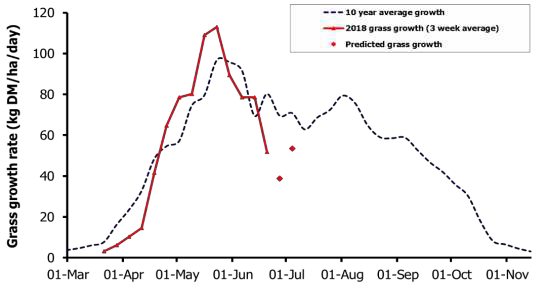 10 year average growth
2018 grass growth (3 week average)
Predicted grass growth
Grass growth rate (kg DM/ha/day)
120
100
80
60
40
20
0
01-Mar 01-Apr 01-May 01-Jun 01-Jul 01-Aug 01-Sep 01-Oct 01-Nov